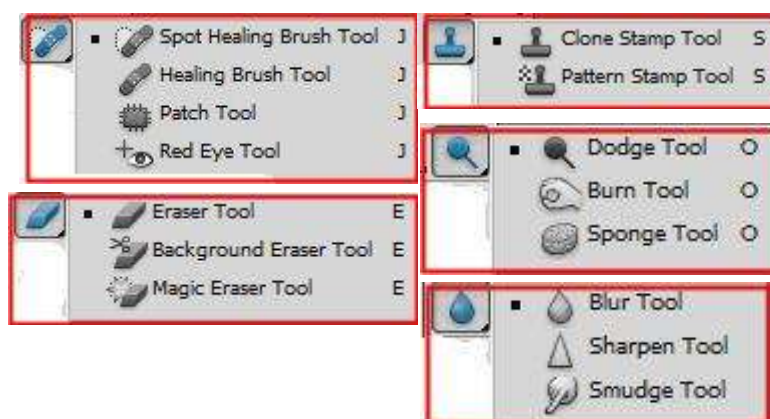 Spot Healing Brush Tool J
Healing Brush Tool J
Patch Tool J
Red Eye Tool J
Eraser Tool E
Background Eraser Tool E
Magic Eraser Tool E
Clone Stamp Tool S
Pattern Stamp Tool S
Dodge Tool O
Burn Tool O
Sponge Tool O
Blur Tool
Sharpen Tool
Smudge Tool